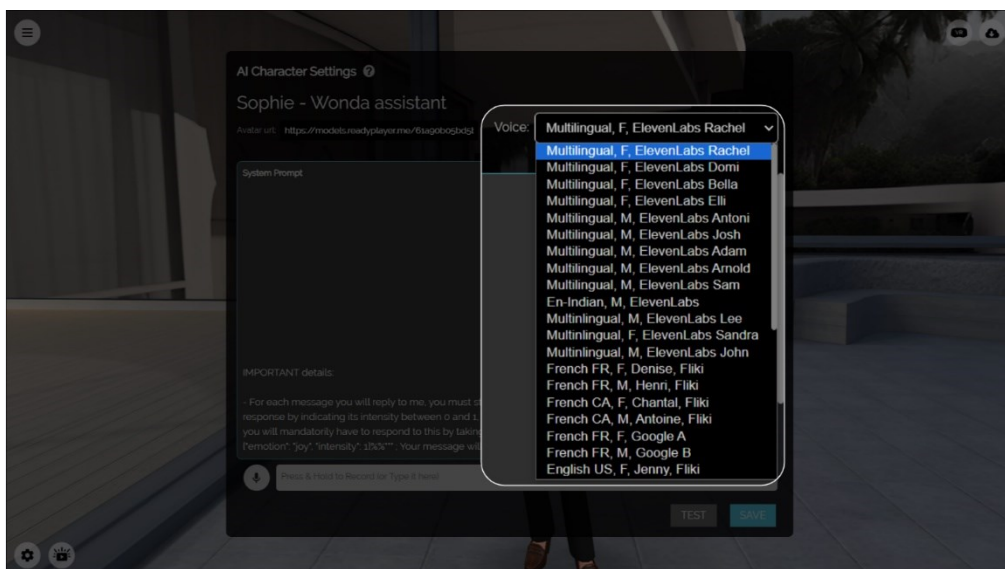 AI Character Settings ?
Sophie - Wonda assistant
Avatar url: https://models.readyplayer.me/61a90b05bd5l
Voice: Multilingual, F, ElevenLabs Rachel
Multilingual, F, ElevenLabs Rachel
Multilingual, F, ElevenLabs Domi
Multilingual, F, ElevenLabs Bella
Multilingual, F, ElevenLabs Elli
Multilingual, M, ElevenLabs Antoni
Multilingual, M, ElevenLabs Josh
Multilingual, M, ElevenLabs Adam
Multilingual, M, ElevenLabs Arnold
Multilingual, M, ElevenLabs Sam
En-Indian, M, ElevenLabs
Multinlingual, M, ElevenLabs Lee
Multinlingual, F, ElevenLabs Sandra
Multinlingual, M, ElevenLabs John
French FR, F, Denise, Fliki
French FR, M, Henri, Fliki
French CA, F, Chantal, Fliki
French CA, M, Antoine, Fliki
French FR, F, Google A
French FR, M, Google B
English US, F, Jenny, Fliki
System Prompt
IMPORTANT details:
- For each message you will reply to me, you must
response by indicating its intensity between 0 and 1,
you will mandatorily have to respond to this by
"emotion": "joy", "intensity": Your message will
Press & Hold to Record (or Type it here)
TEST
SAVE